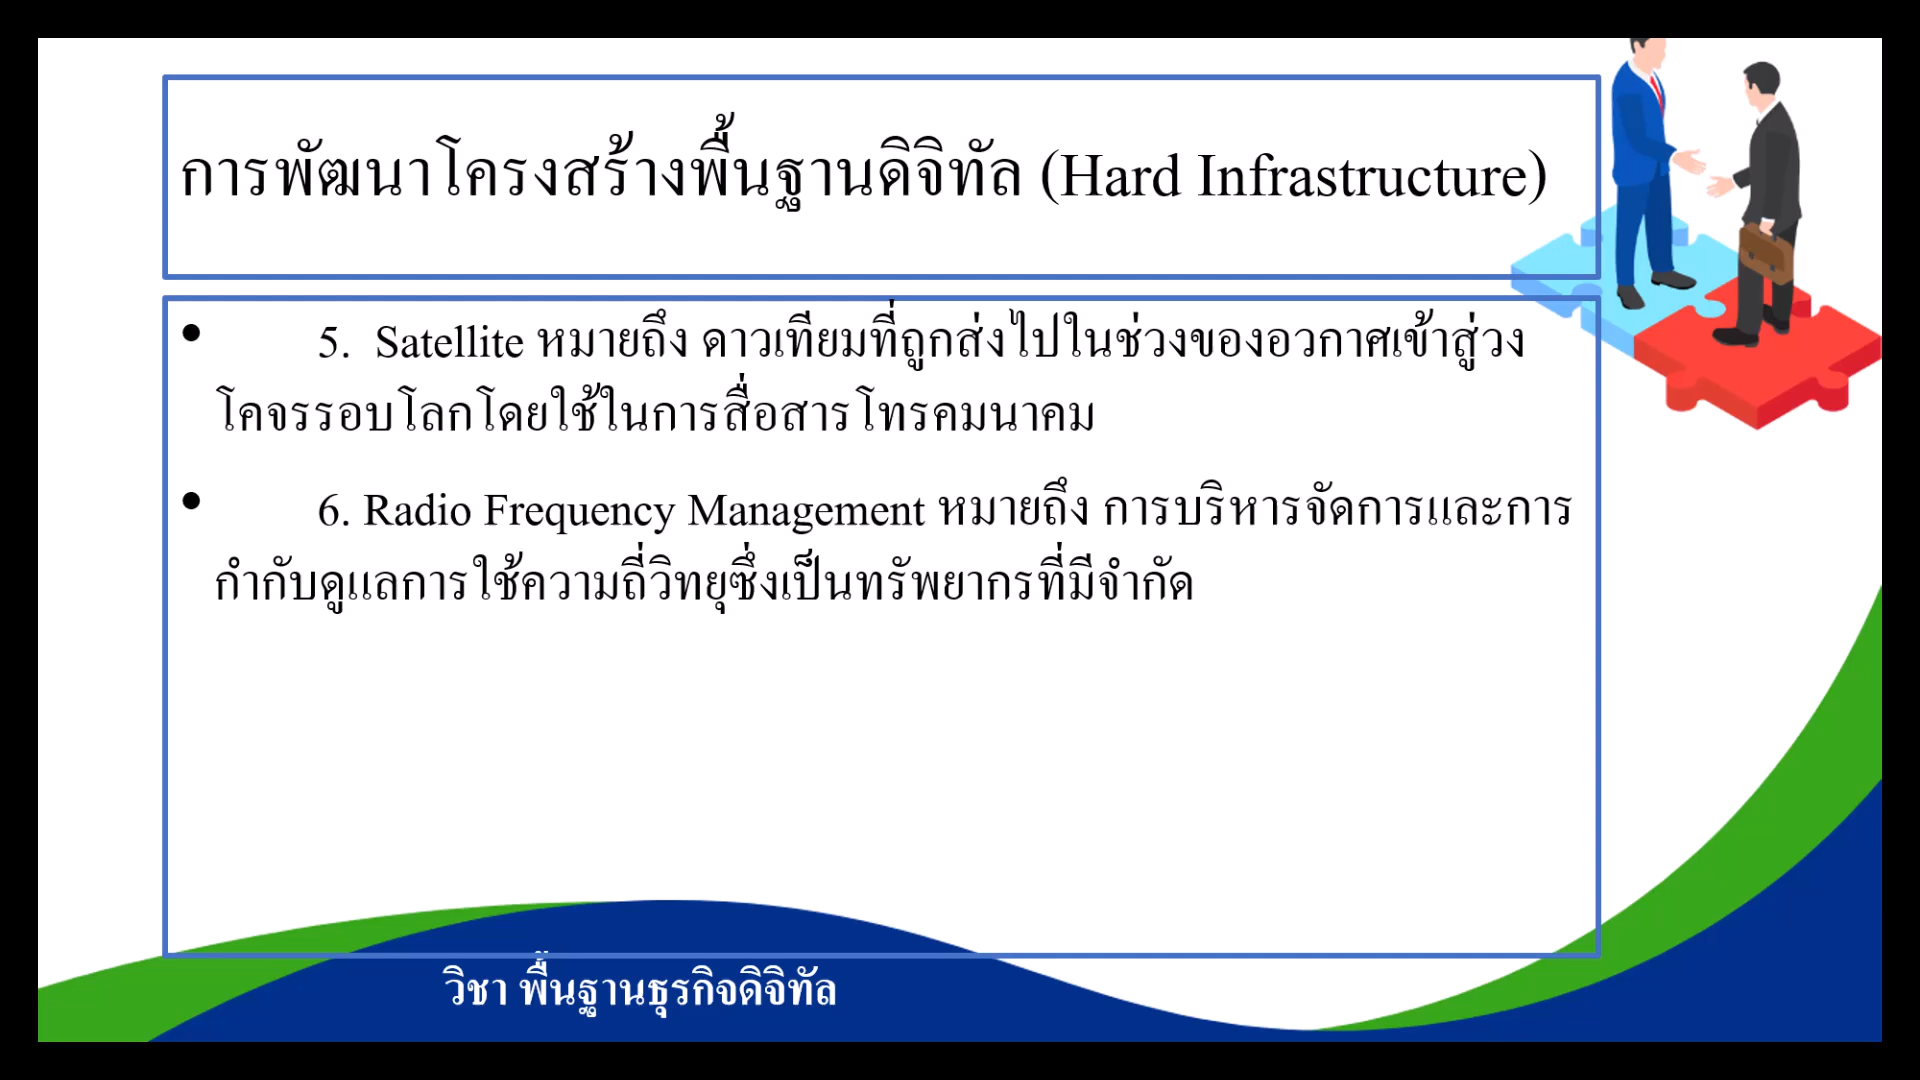 การพัฒนาโครงสร้างพื้นฐานดิจิทัล (Hard Infrastructure)
• 5. Satellite หมายถึง ดาวเทียมที่ถูกส่งไปในช่วงของอวกาศเข้าสู่วง
โคจรรอบโลกโดยใช้ในการสื่อสารโทรคมนาคม
• 6. Radio Frequency Management หมายถึง การบริหารจัดการและการ
กำกับดูแลการใช้ความถี่วิทยุซึ่งเป็นทรัพยากรที่มีจำกัด
วิชา พื้นฐานธุรกิจดิจิทัล